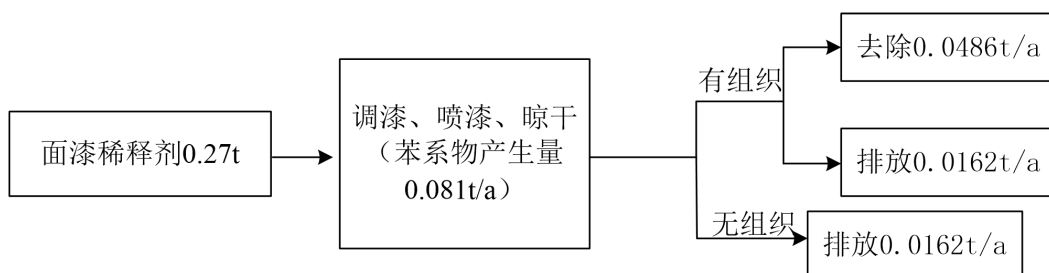 面漆稀释剂0.27t
调漆、喷漆、晾干
（苯系物产生量
0.081t/a）
有组织
去除0.0486t/a
排放0.0162t/a
无组织
排放0.0162t/a